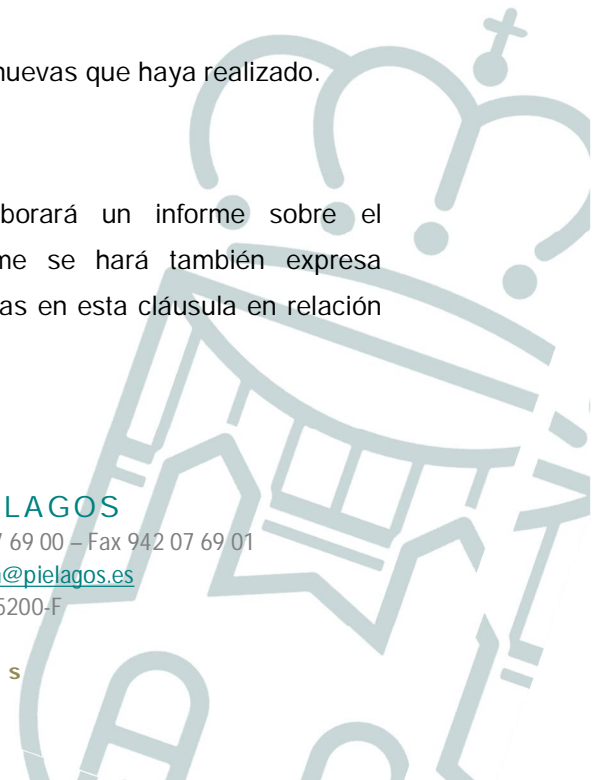 nuevas que haya realizado.
borará un informe sobre el
me se hará también expresa
as en esta cláusula en relación
LAGOS
7 69 00 – Fax 942 07 69 01
@pielagos.es
5200-F
s